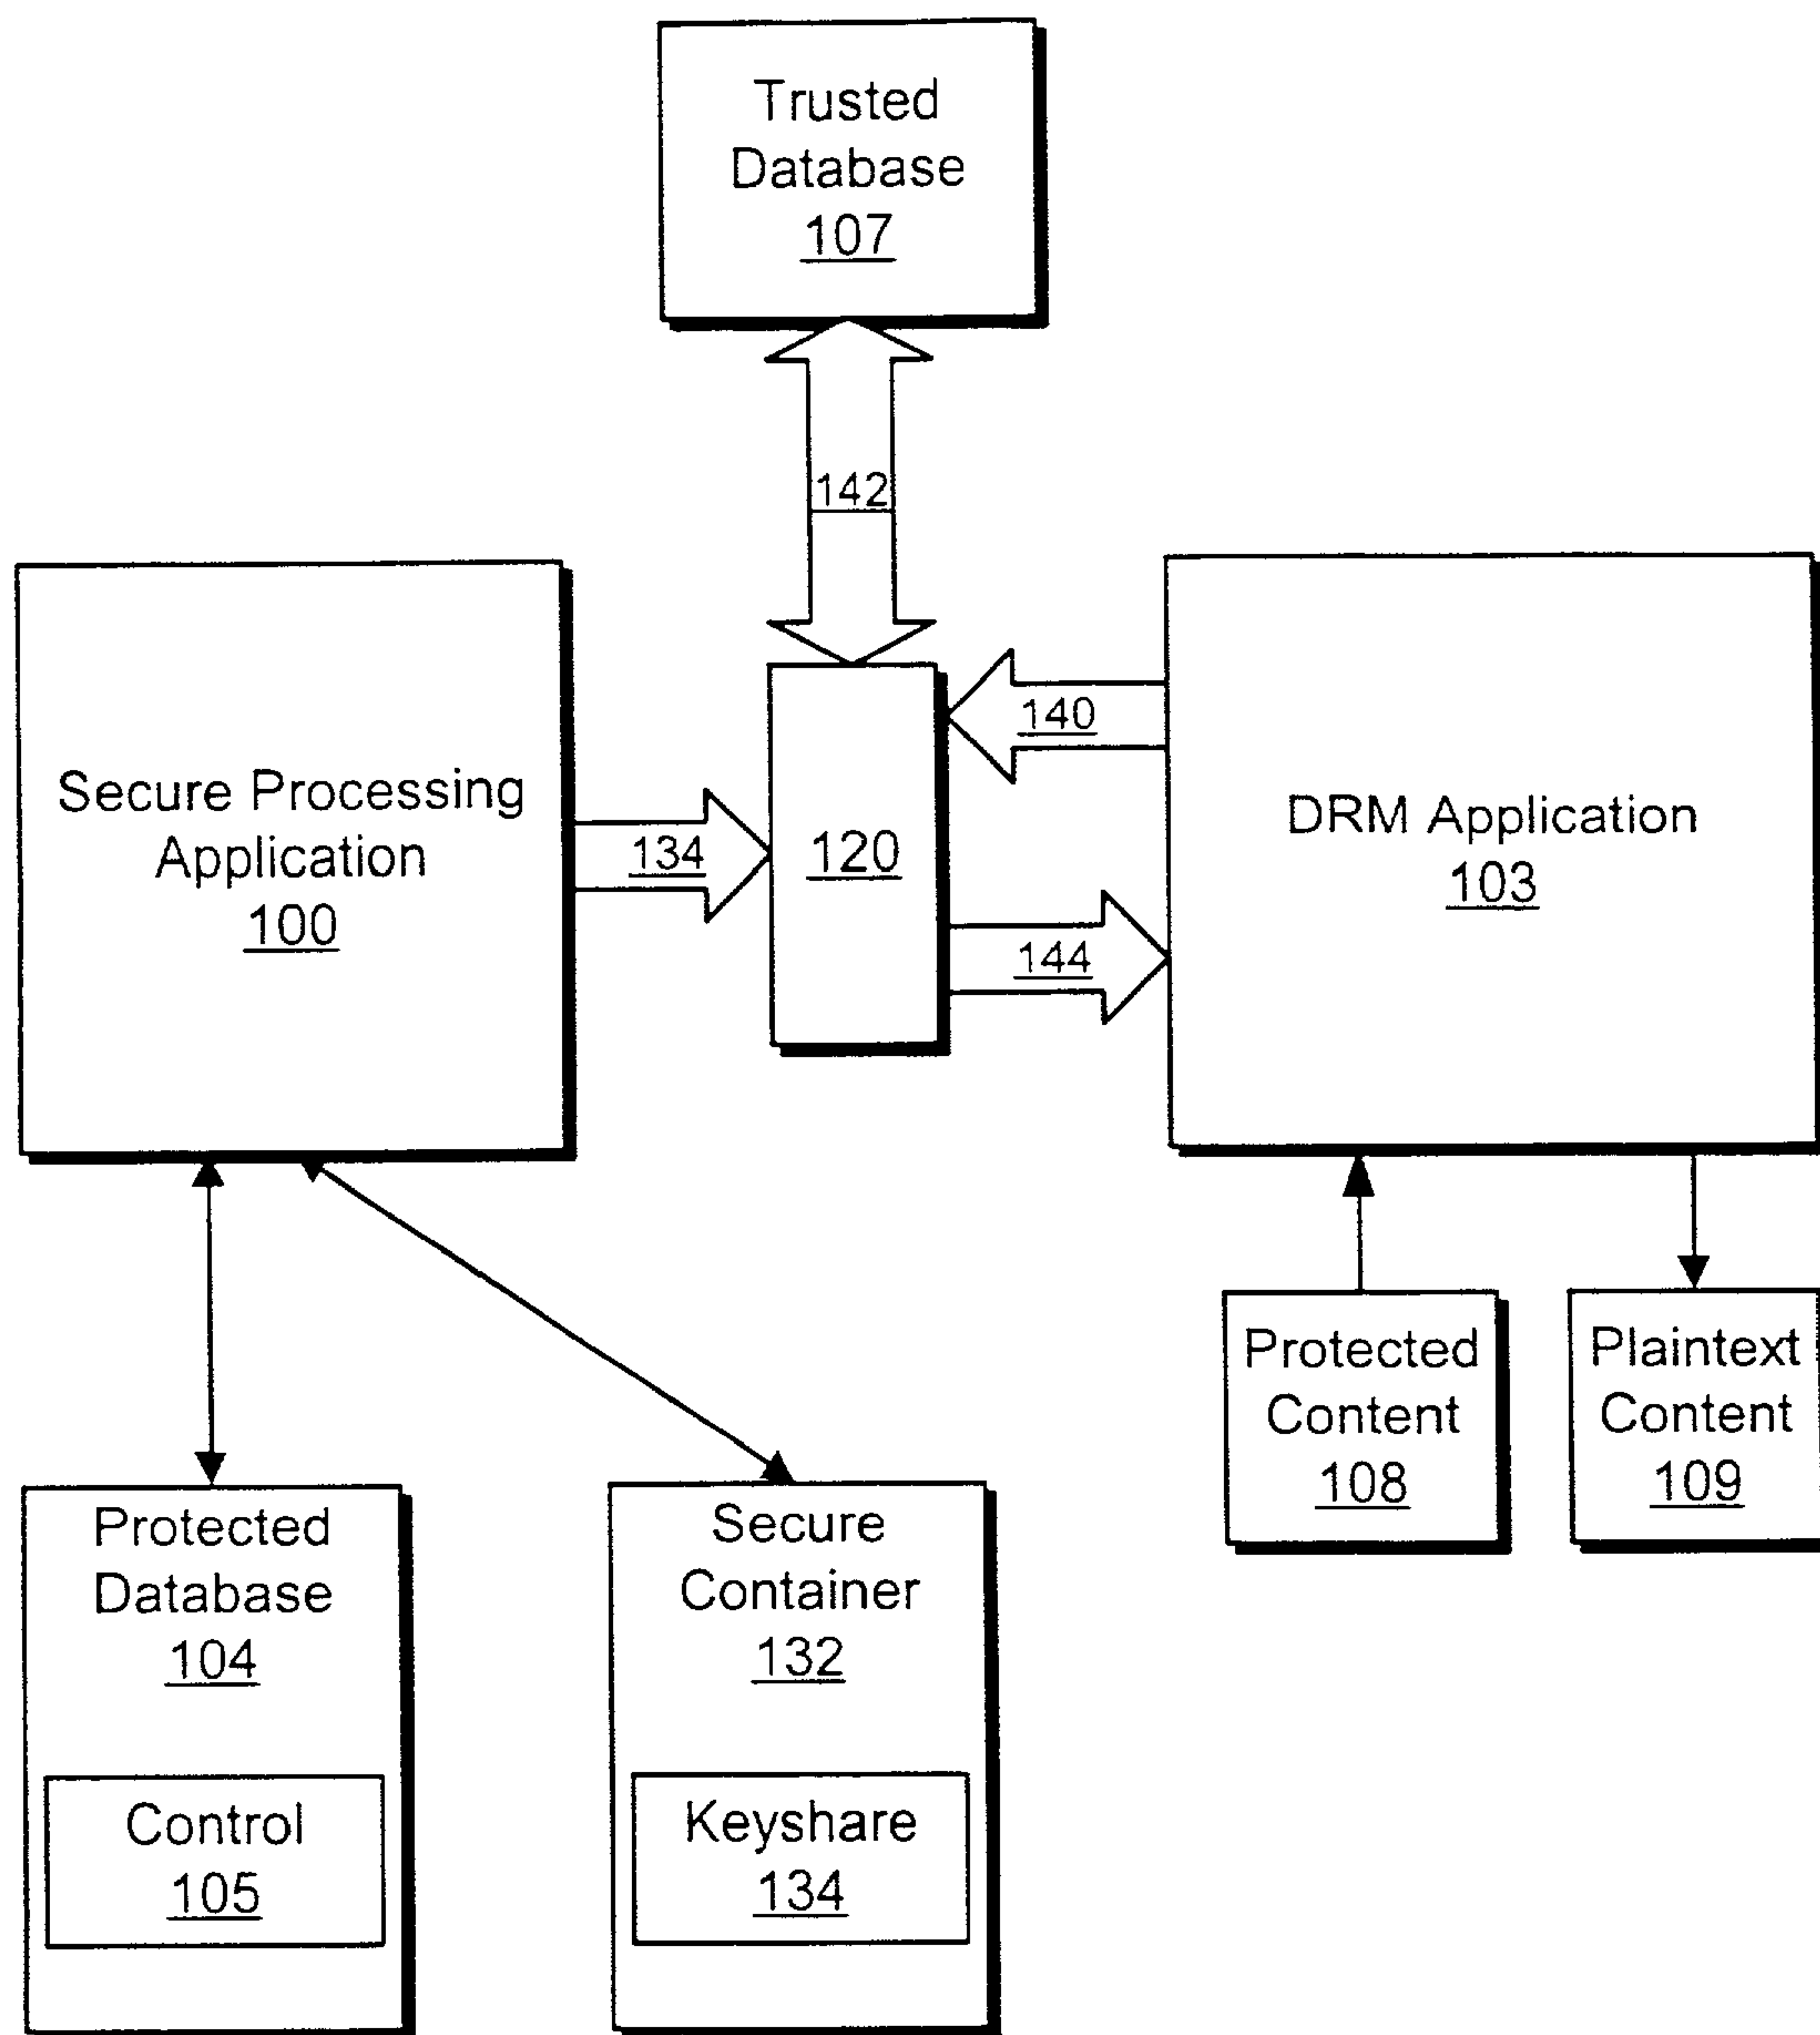 Trusted
Database
107
142
Secure Processing
Application
100
134
120
140
144
DRM Application
103
Protected
Content
108
Plaintext
Content
109
Protected
Database
104
Control
105
Secure
Container
132
Keyshare
134